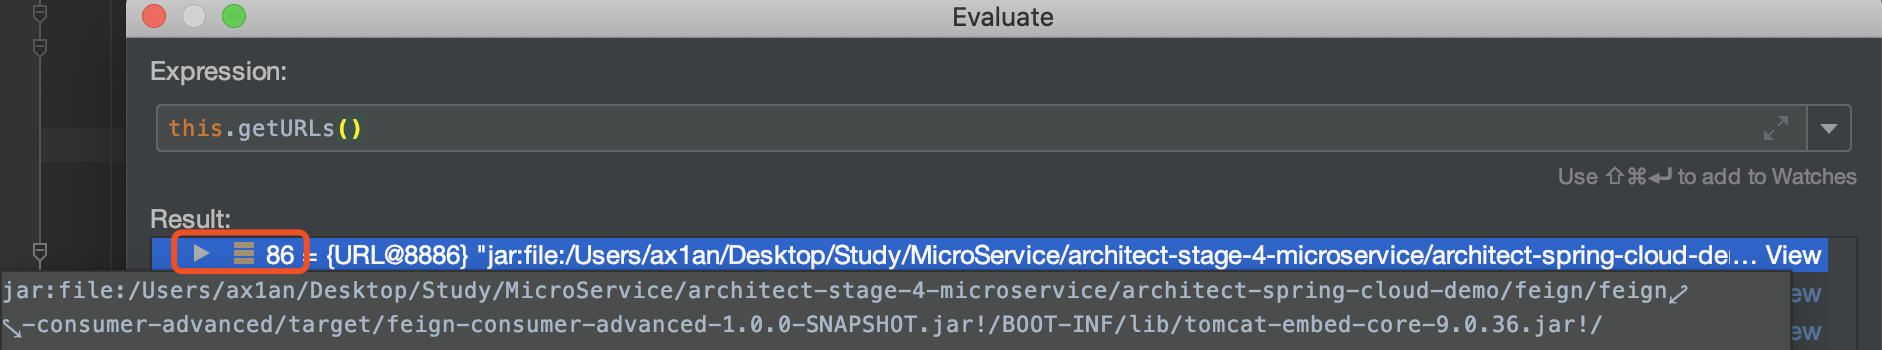 Evaluate
Expression:
this.getURLs()
Use ⇧⌘↵ to add to Watches
Result:
86 = {URL@8886} "jar:file:/Users/ax1an/Desktop/Study/MicroService/architect-stage-4-microservice/architect-spring-cloud-de… View
jar:file:/Users/ax1an/Desktop/Study/MicroService/architect-stage-4-microservice/architect-spring-cloud-demo/feign/feign
-consumer-advanced/target/feign-consumer-advanced-1.0.0-SNAPSHOT.jar!/BOOT-INF/lib/tomcat-embed-core-9.0.36.jar!/